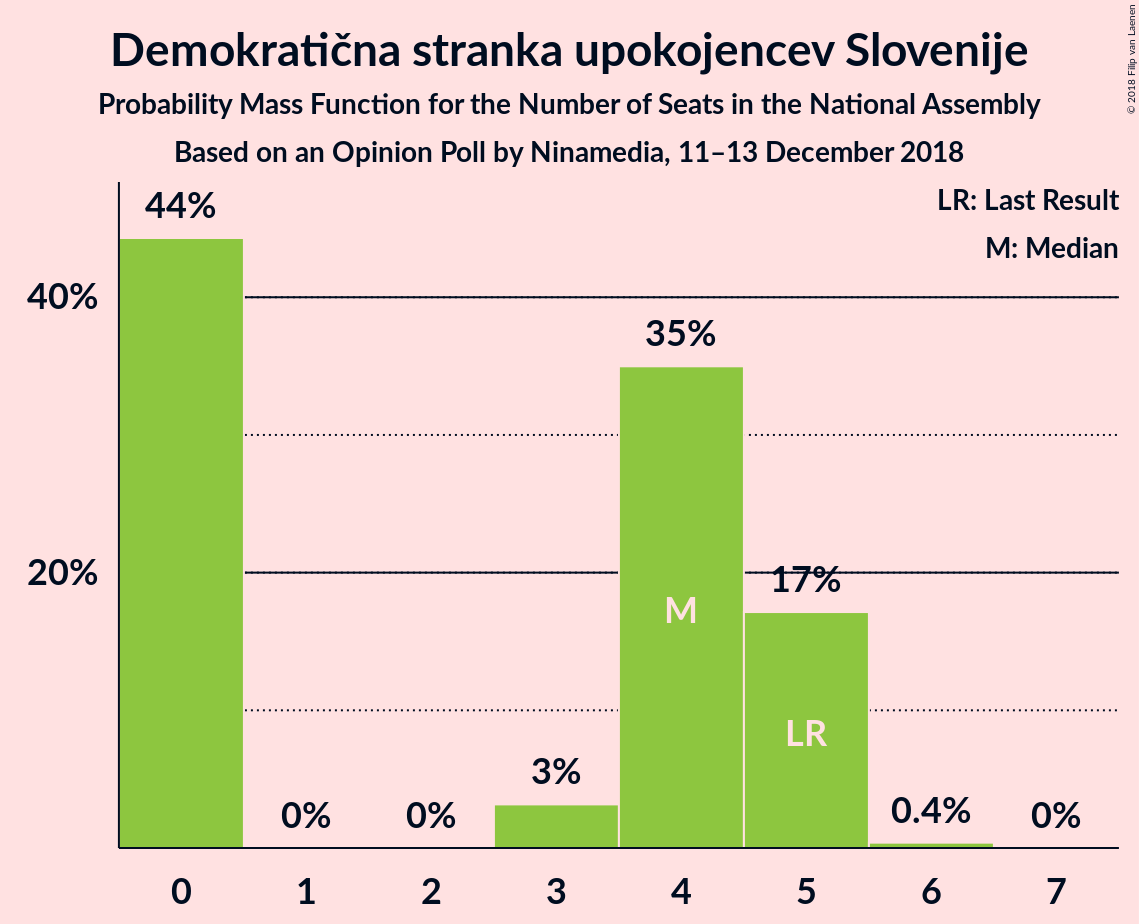 Demokratična stranka upokojencev Slovenije
Probability Mass Function for the Number of Seats in the National Assembly
Based on an Opinion Poll by Ninamedia, 11–13 December 2018
© 2018 Filip van Laenen
LR: Last Result
M: Median
44%
40%
35%
20%
17%
M
LR
3%
0%
0%
0.4%
0%
0 1 2 3 4 5 6 7